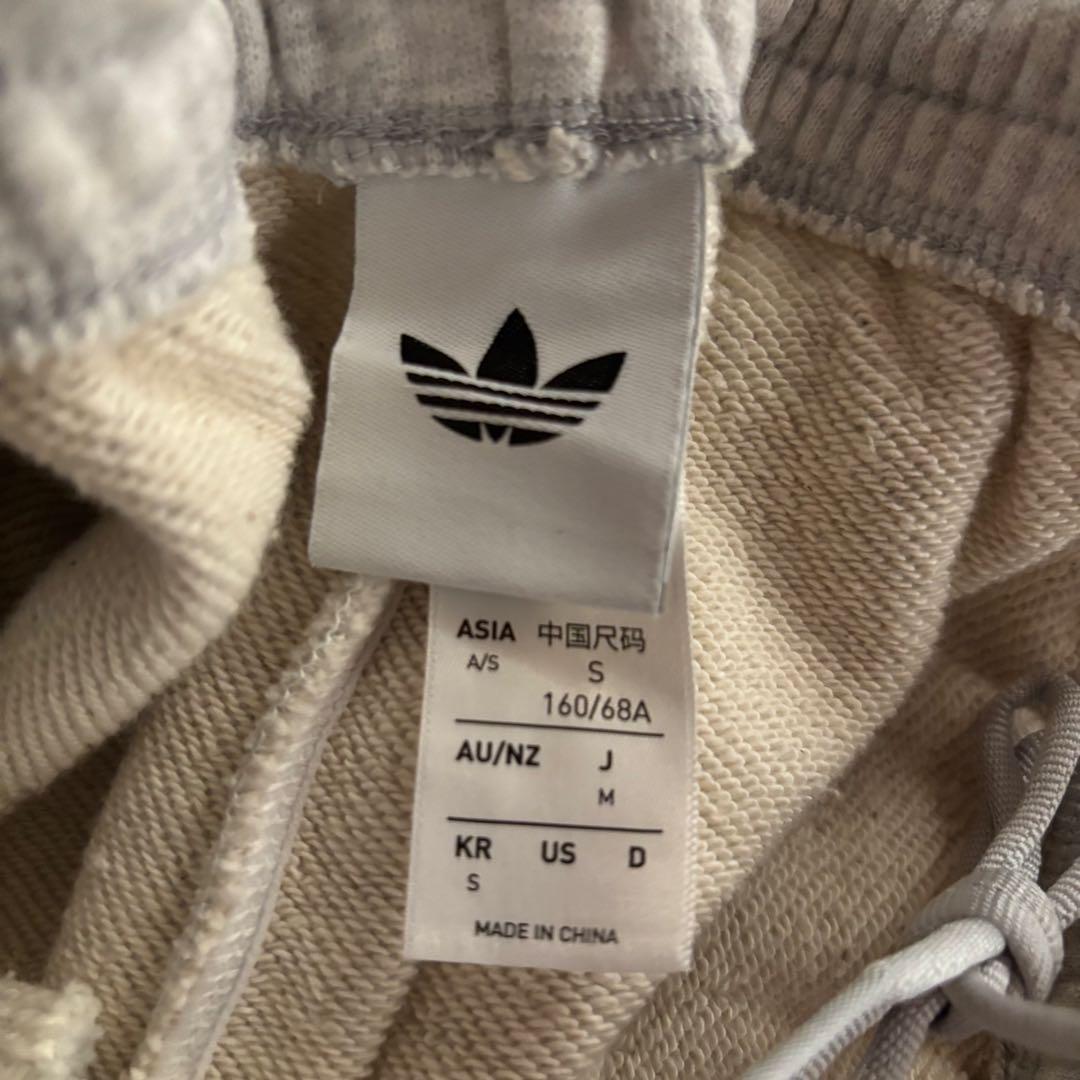 ASIA 中国尺码
A/S S
160/68A
AU/NZ J
M
KR US D
S
MADE IN CHINA